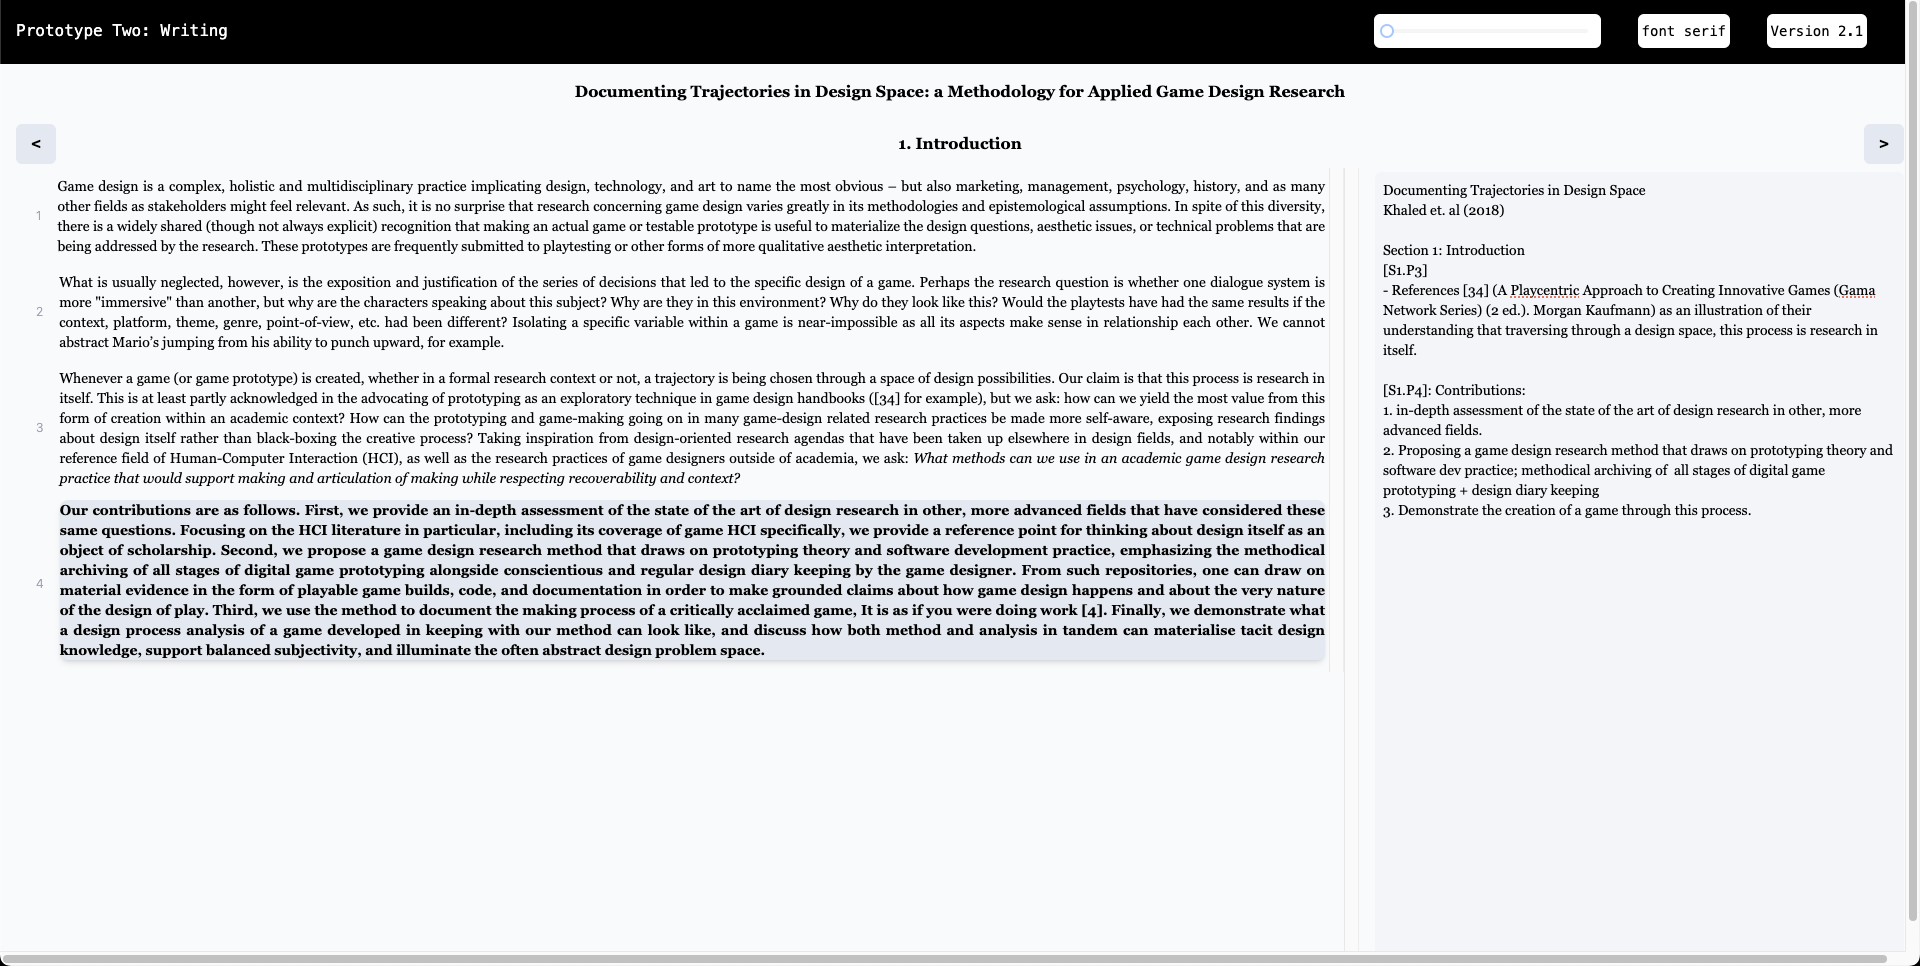 Prototype Two: Writing
font serif
Version 2.1
Documenting Trajectories in Design Space: a Methodology for Applied Game Design Research
<
1. Introduction
>
1
Game design is a complex, holistic and multidisciplinary practice implicating design, technology, and art to name the most obvious – but also marketing, management, psychology, history, and as many
other fields as stakeholders might feel relevant. As such, it is no surprise that research concerning game design varies greatly in its methodologies and epistemological assumptions. In spite of this diversity,
there is a widely shared (though not always explicit) recognition that making an actual game or testable prototype is useful to materialize the design questions, aesthetic issues, or technical problems that are
being addressed by the research. These prototypes are frequently submitted to playtesting or other forms of more qualitative aesthetic interpretation.
2
What is usually neglected, however, is the exposition and justification of the series of decisions that led to the specific design of a game. Perhaps the research question is whether one dialogue system is
more "immersive" than another, but why are the characters speaking about this subject? Why are they in this environment? Why do they look like this? Would the playtests have had the same results if the
context, platform, theme, genre, point-of-view, etc. had been different? Isolating a specific variable within a game is near-impossible as all its aspects make sense in relationship each other. We cannot
abstract Mario’s jumping from his ability to punch upward, for example.
3
Whenever a game (or game prototype) is created, whether in a formal research context or not, a trajectory is being chosen through a space of design possibilities. Our claim is that this process is research in
itself. This is at least partly acknowledged in the advocating of prototyping as an exploratory technique in game design handbooks ([34] for example), but we ask: how can we yield the most value from this
form of creation within an academic context? How can the prototyping and game-making going on in many game-design related research practices be made more self-aware, exposing research findings
about design itself rather than black-boxing the creative process? Taking inspiration from design-oriented research agendas that have been taken up elsewhere in design fields, and notably within our
reference field of Human-Computer Interaction (HCI), as well as the research practices of game designers outside of academia, we ask: What methods can we use in an academic game design research
practice that would support making and articulation of making while respecting recoverability and context?
4
Our contributions are as follows. First, we provide an in-depth assessment of the state of the art of design research in other, more advanced fields that have considered these
same questions. Focusing on the HCI literature in particular, including its coverage of game HCI specifically, we provide a reference point for thinking about design itself as an
object of scholarship. Second, we propose a game design research method that draws on prototyping theory and software development practice, emphasizing the methodical
archiving of all stages of digital game prototyping alongside conscientious and regular design diary keeping by the game designer. From such repositories, one can draw on
material evidence in the form of playable game builds, code, and documentation in order to make grounded claims about how game design happens and about the very nature
of the design of play. Third, we use the method to document the making process of a critically acclaimed game, It is as if you were doing work [4]. Finally, we demonstrate what
a design process analysis of a game developed in keeping with our method can look like, and discuss how both method and analysis in tandem can materialise tacit design
knowledge, support balanced subjectivity, and illuminate the often abstract design problem space.
Documenting Trajectories in Design Space
Khaled et. al (2018)
Section 1: Introduction
[S1.P3]
- References [34] (A Playcentric Approach to Creating Innovative Games (Gama
Network Series) (2 ed.). Morgan Kaufmann) as an illustration of their
understanding that traversing through a design space, this process is research in
itself.
[S1.P4]: Contributions:
1. in-depth assessment of the state of the art of design research in other, more
advanced fields.
2. Proposing a game design research method that draws on prototyping theory and
software dev practice; methodical archiving of all stages of digital game
prototyping + design diary keeping
3. Demonstrate the creation of a game through this process.